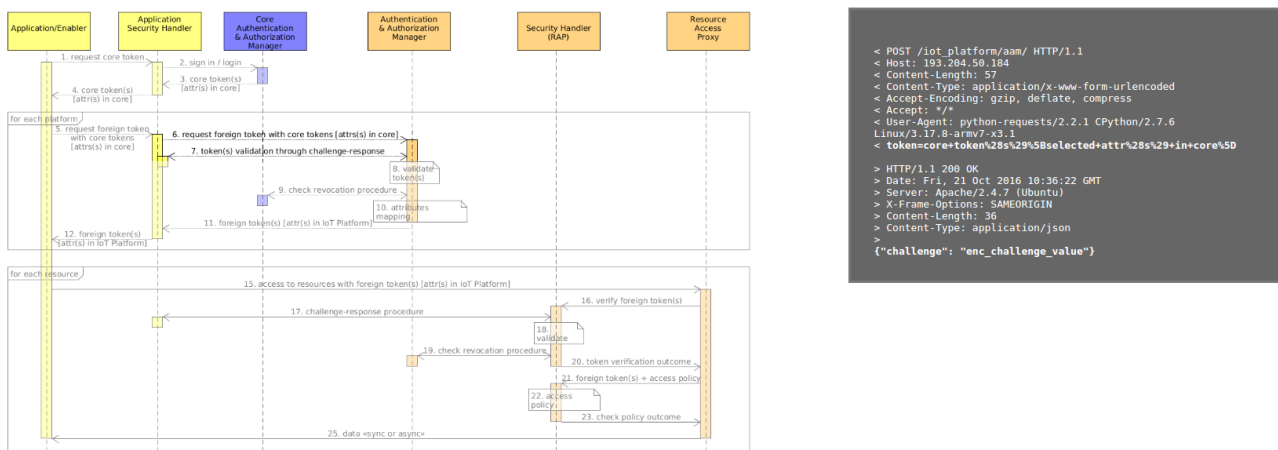 Application/Enabler
Application
Security Handler
Core
Authentication
& Authorization
Manager
Authentication
& Authorization
Manager
Security Handler
(RAP)
Resource
Access
Proxy
1. request core token
2. sign in / login
3. core token(s)
[attr(s) in core]
4. core token(s)
[attr(s) in core]
for each platform
5. request foreign token
with core tokens
[attrs(s) in core]
6. request foreign token with core tokens [attrs(s) in core]
7. token(s) validation through challenge-response
8. validate
token(s)
9. check revocation procedure
10. attributes
mapping
11. foreign token(s) [attr(s) in IoT Platform]
12. foreign token(s)
[attr(s) in IoT Platform]
for each resource
15. access to resources with foreign token(s) [attr(s) in IoT Platform]
16. verify foreign token(s)
17. challenge-response procedure
18.
validate
19. check revocation procedure
20. token verification outcome
21. foreign token(s) + access policy
22. access
policy
23. check policy outcome
25. data «sync or async»
< POST /iot_platform/aam/ HTTP/1.1
< Host: 193.204.50.184
< Content-Length: 57
< Content-Type: application/x-www-form-urlencoded
< Accept-Encoding: gzip, deflate, compress
< Accept: */*
< User-Agent: python-requests/2.2.1 CPython/2.7.6
Linux/3.17.8-armv7-x3.1
< token=core+token%28s%29%5Bselected+attr%28s%29+in+core%5D
> HTTP/1.1 200 OK
> Date: Fri, 21 Oct 2016 10:36:22 GMT
> Server: Apache/2.4.7 (Ubuntu)
> X-Frame-Options: SAMEORIGIN
> Content-Length: 36
> Content-Type: application/json
>
{"challenge": "enc_challenge_value"}